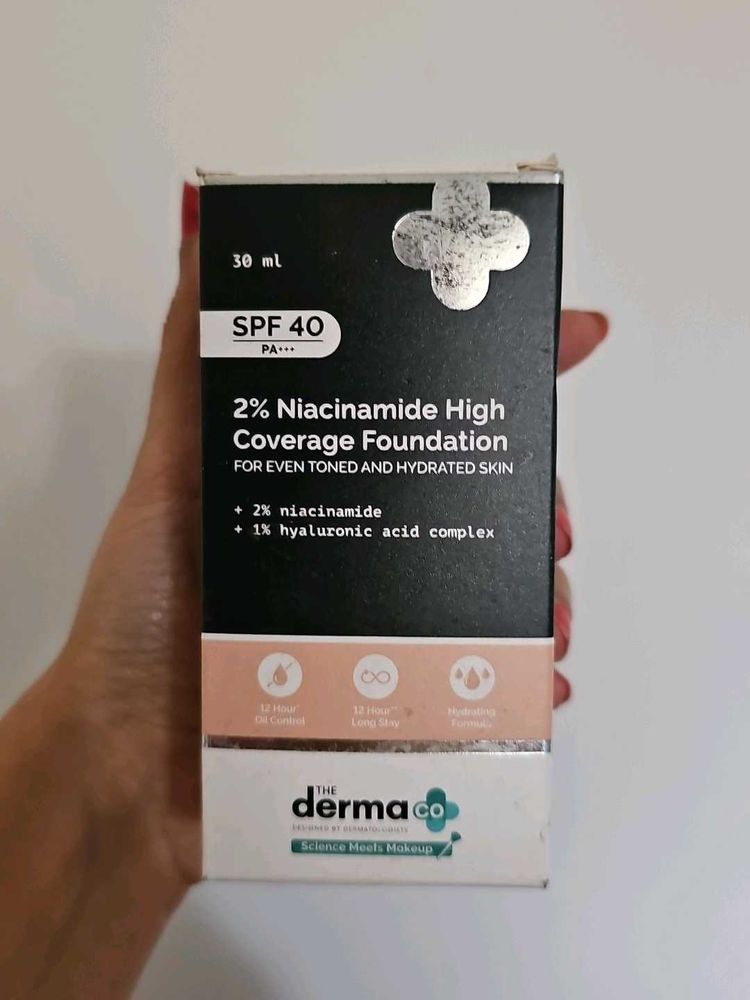 30 ml
SPF 40
PA+++
2% Niacinamide High
Coverage Foundation
FOR EVEN TONED AND HYDRATED SKIN
+ 2% niacinamide
+ 1% hyaluronic acid complex
12 Hour* 12 Hour** Hydrating
Oil Control Long Stay Formula
THE
derma co
DESIGNED BY DERMATOLOGISTS
Science Meets Makeup